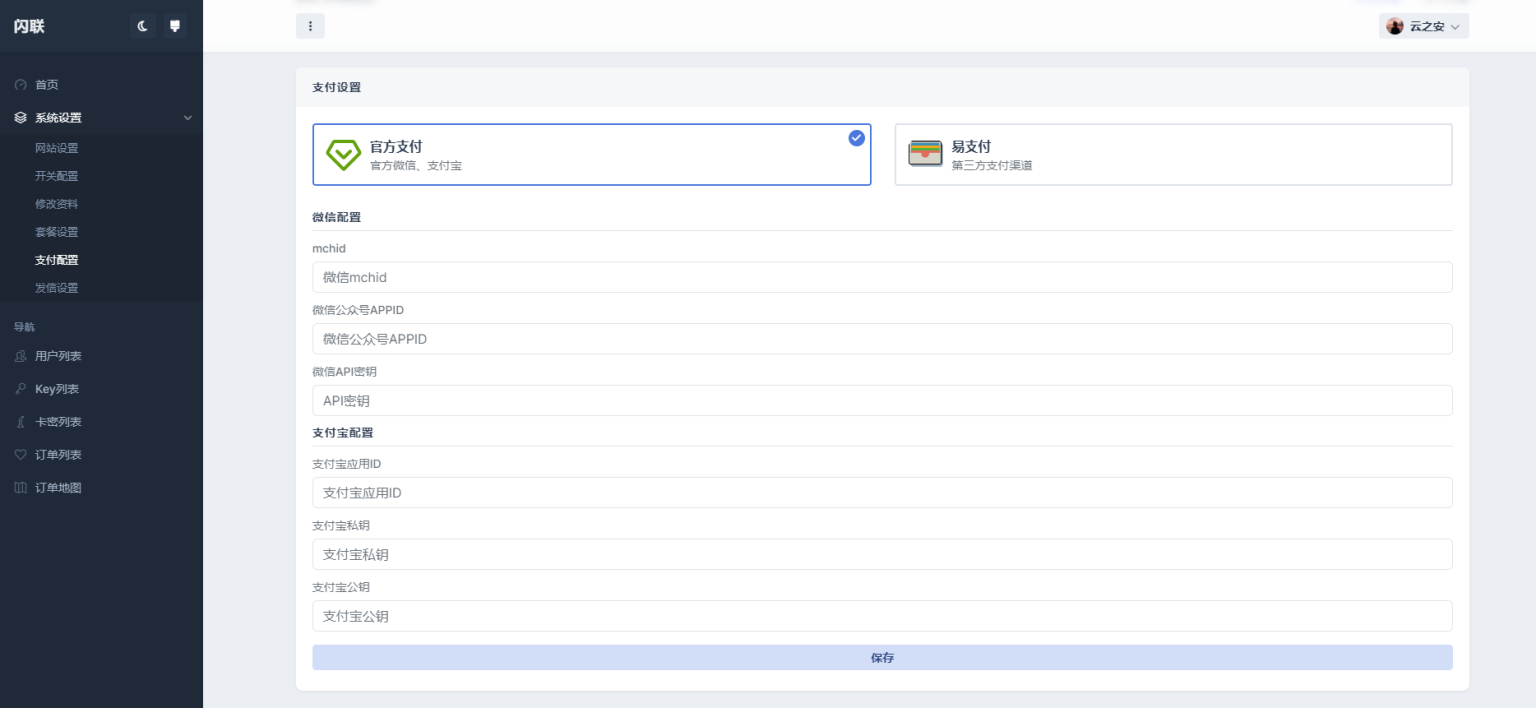 闪联
云之安
首页
系统设置
网站设置
开关配置
修改资料
套餐设置
支付配置
发信设置
导航
用户列表
Key列表
卡密列表
订单列表
订单地图
支付设置
官方支付
官方微信、支付宝
易支付
第三方支付渠道
微信配置
mchid
微信mchid
微信公众号APPID
微信公众号APPID
微信API密钥
API密钥
支付宝配置
支付宝应用ID
支付宝应用ID
支付宝私钥
支付宝私钥
支付宝公钥
支付宝公钥
保存